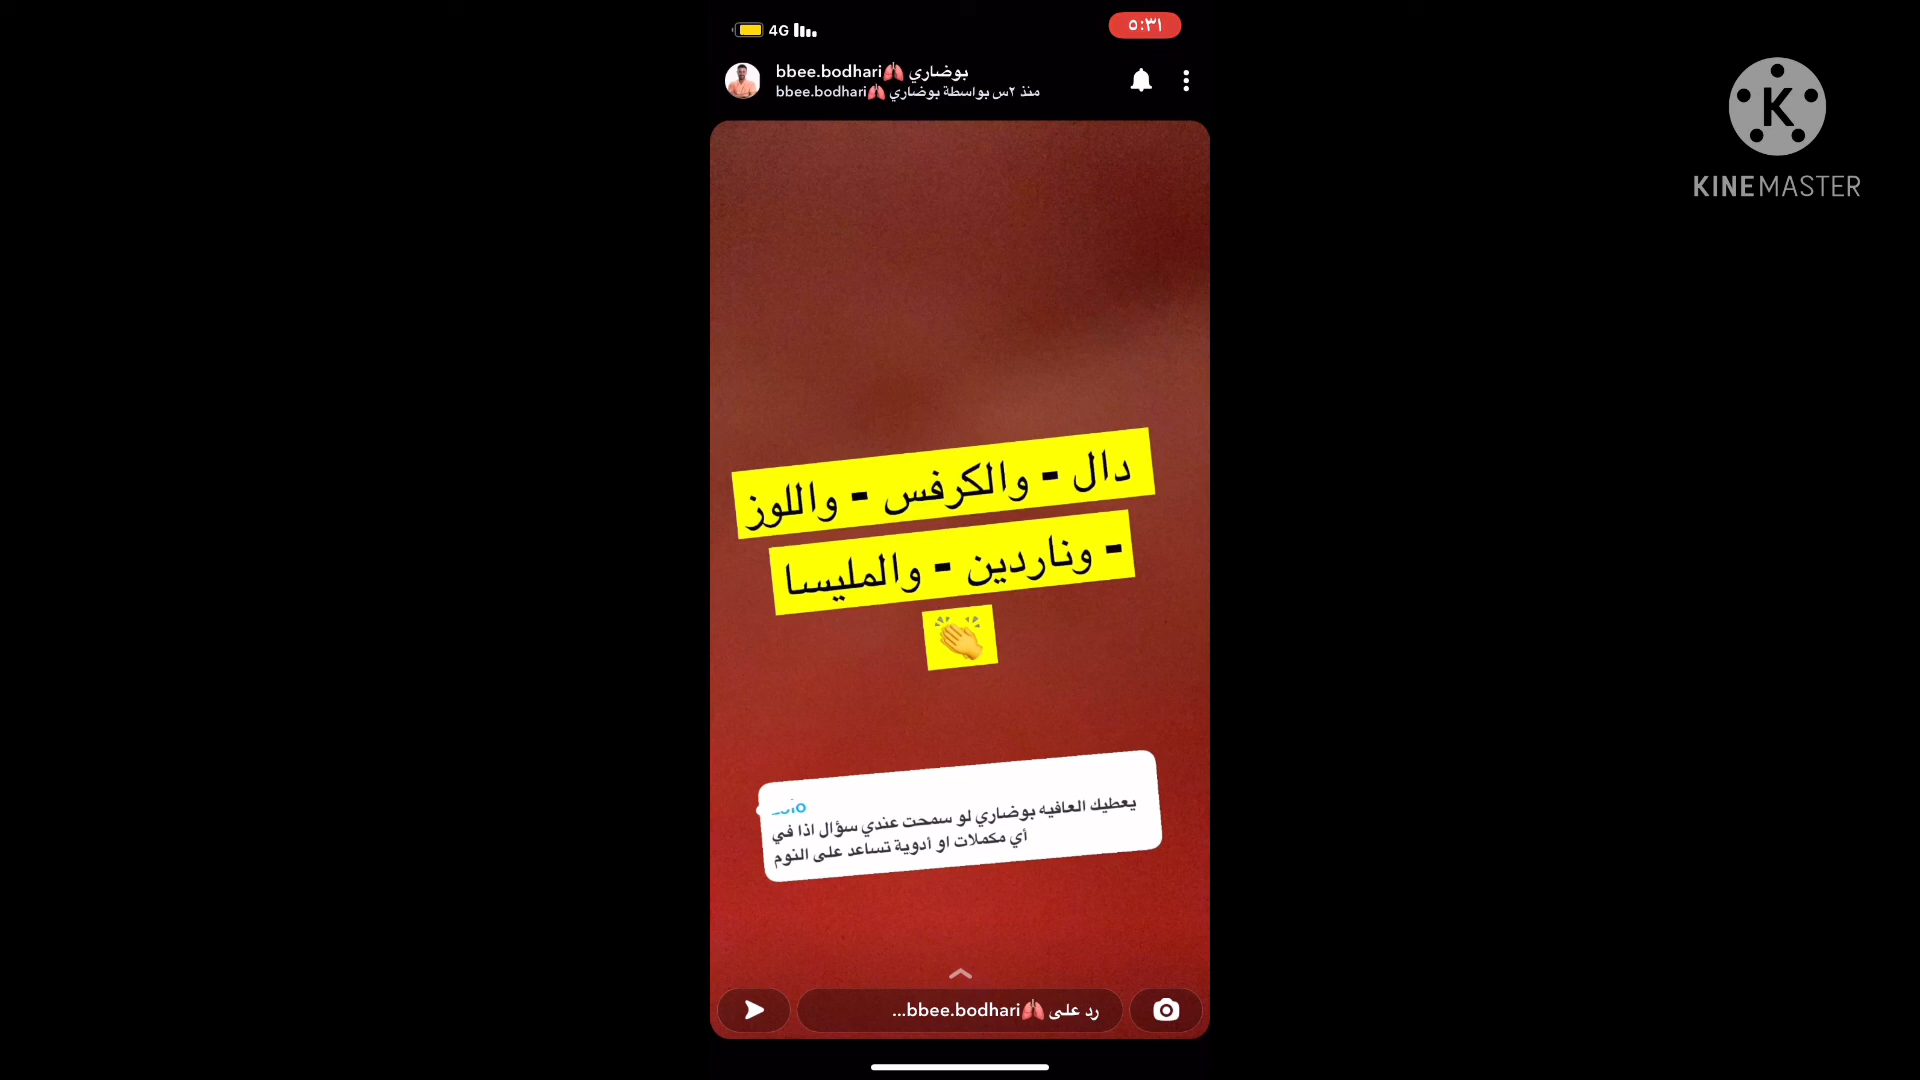 4G
٥:٣١
bbee.bodhari🫁 بوضاري
منذ ٢س بواسطة بوضاري 🫁bbee.bodhari
KINEMASTER
دال - والكرفس - واللوز
- وناردين - والمليسا
👏
يعطيك العافيه بوضاري لو سمحت عندي سؤال اذا في
أي مكملات او أدوية تساعد على النوم
رد على 🫁bbee.bodhari...